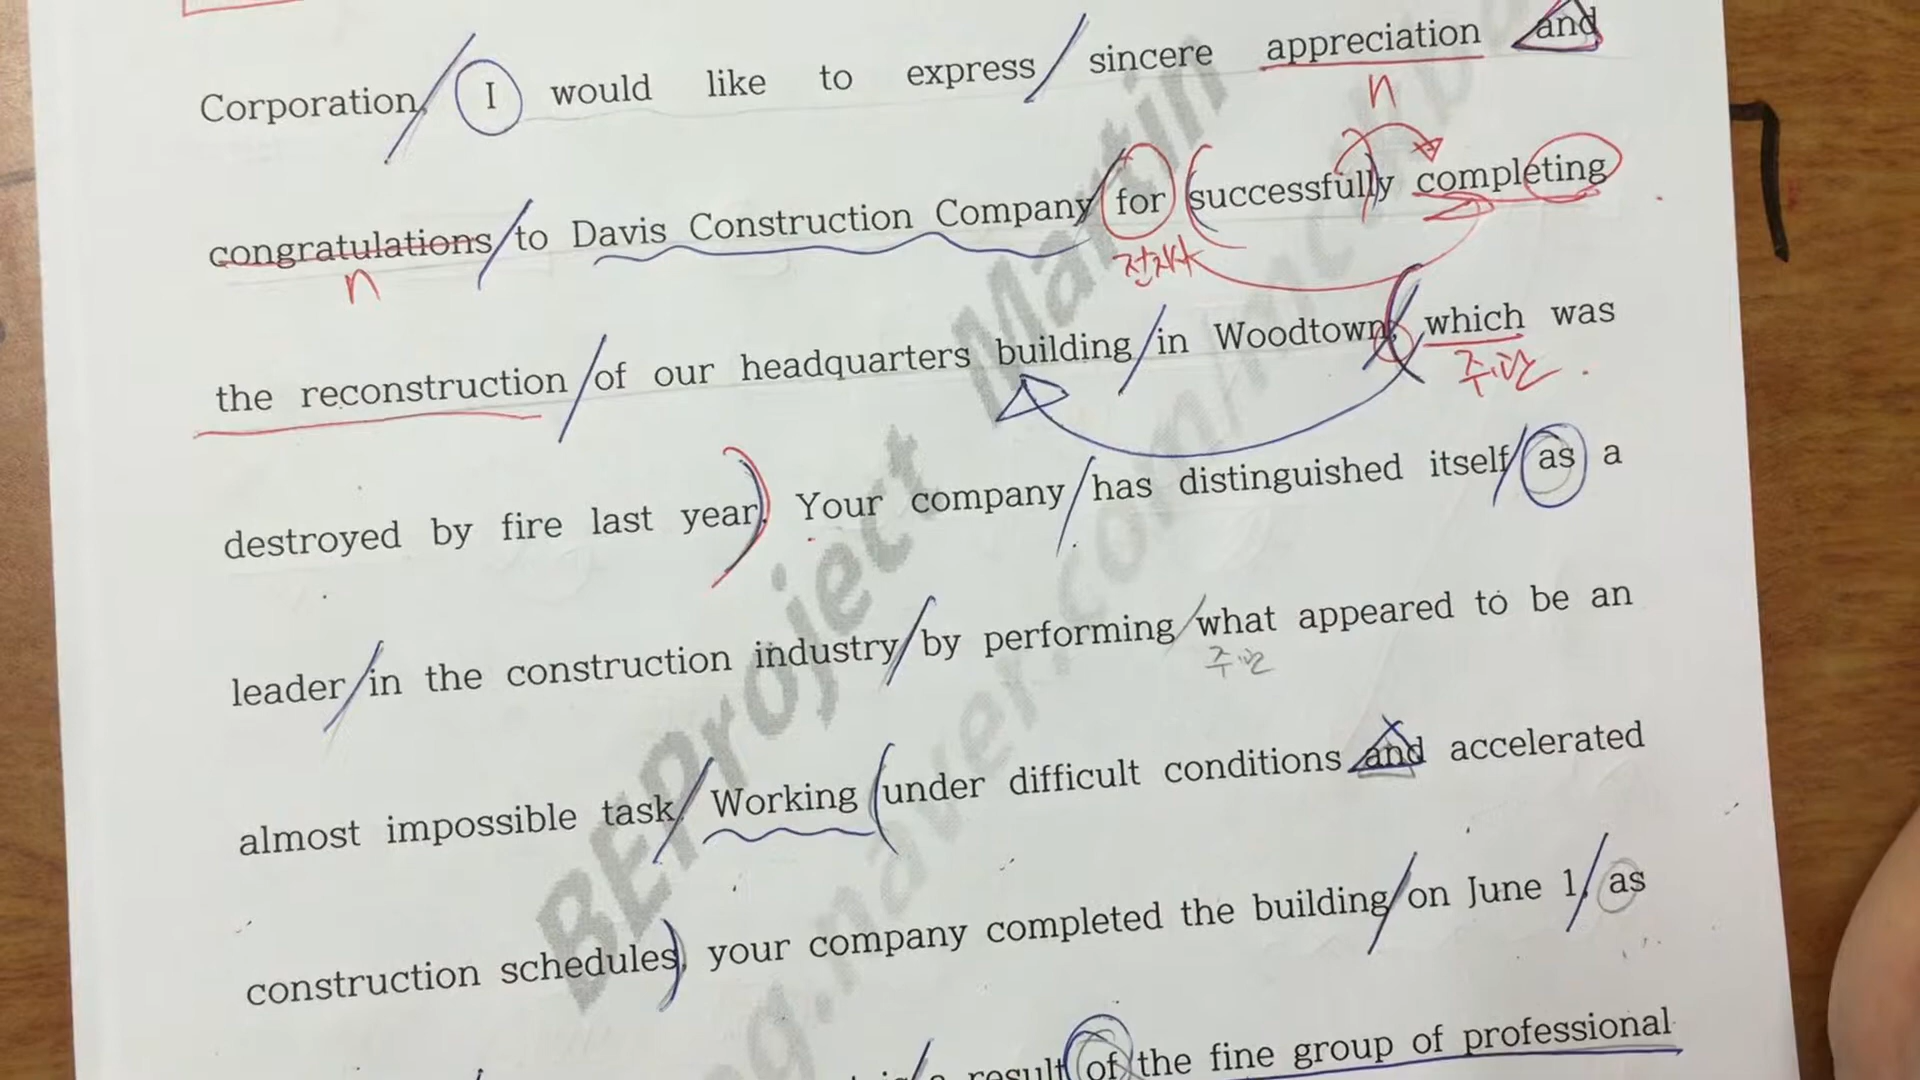 Corporation, I would like to express sincere appreciation and
n
congratulations to Davis Construction Company for successfully completing
n
전치사
the reconstruction of our headquarters building in Woodtown, which was
destroyed by fire last year. Your company has distinguished itself as a
leader in the construction industry by performing what appeared to be an
almost impossible task. Working under difficult conditions and accelerated
construction schedules, your company completed the building on June 1, as
result of the fine group of professional
BEProject Martin